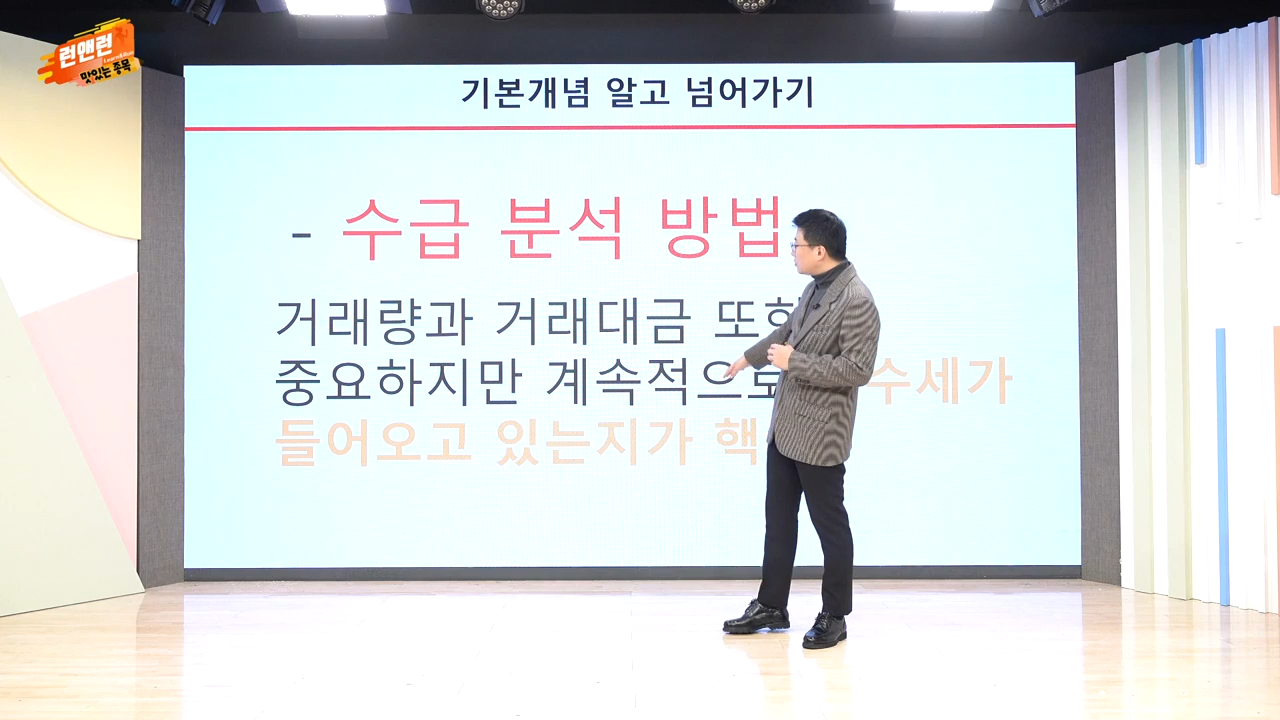 런앤런
Learn&Run
맛있는 종목
기본개념 알고 넘어가기
- 수급 분석 방법
거래량과 거래대금 또한
중요하지만 계속적으로 수세가
들어오고 있는지가 핵